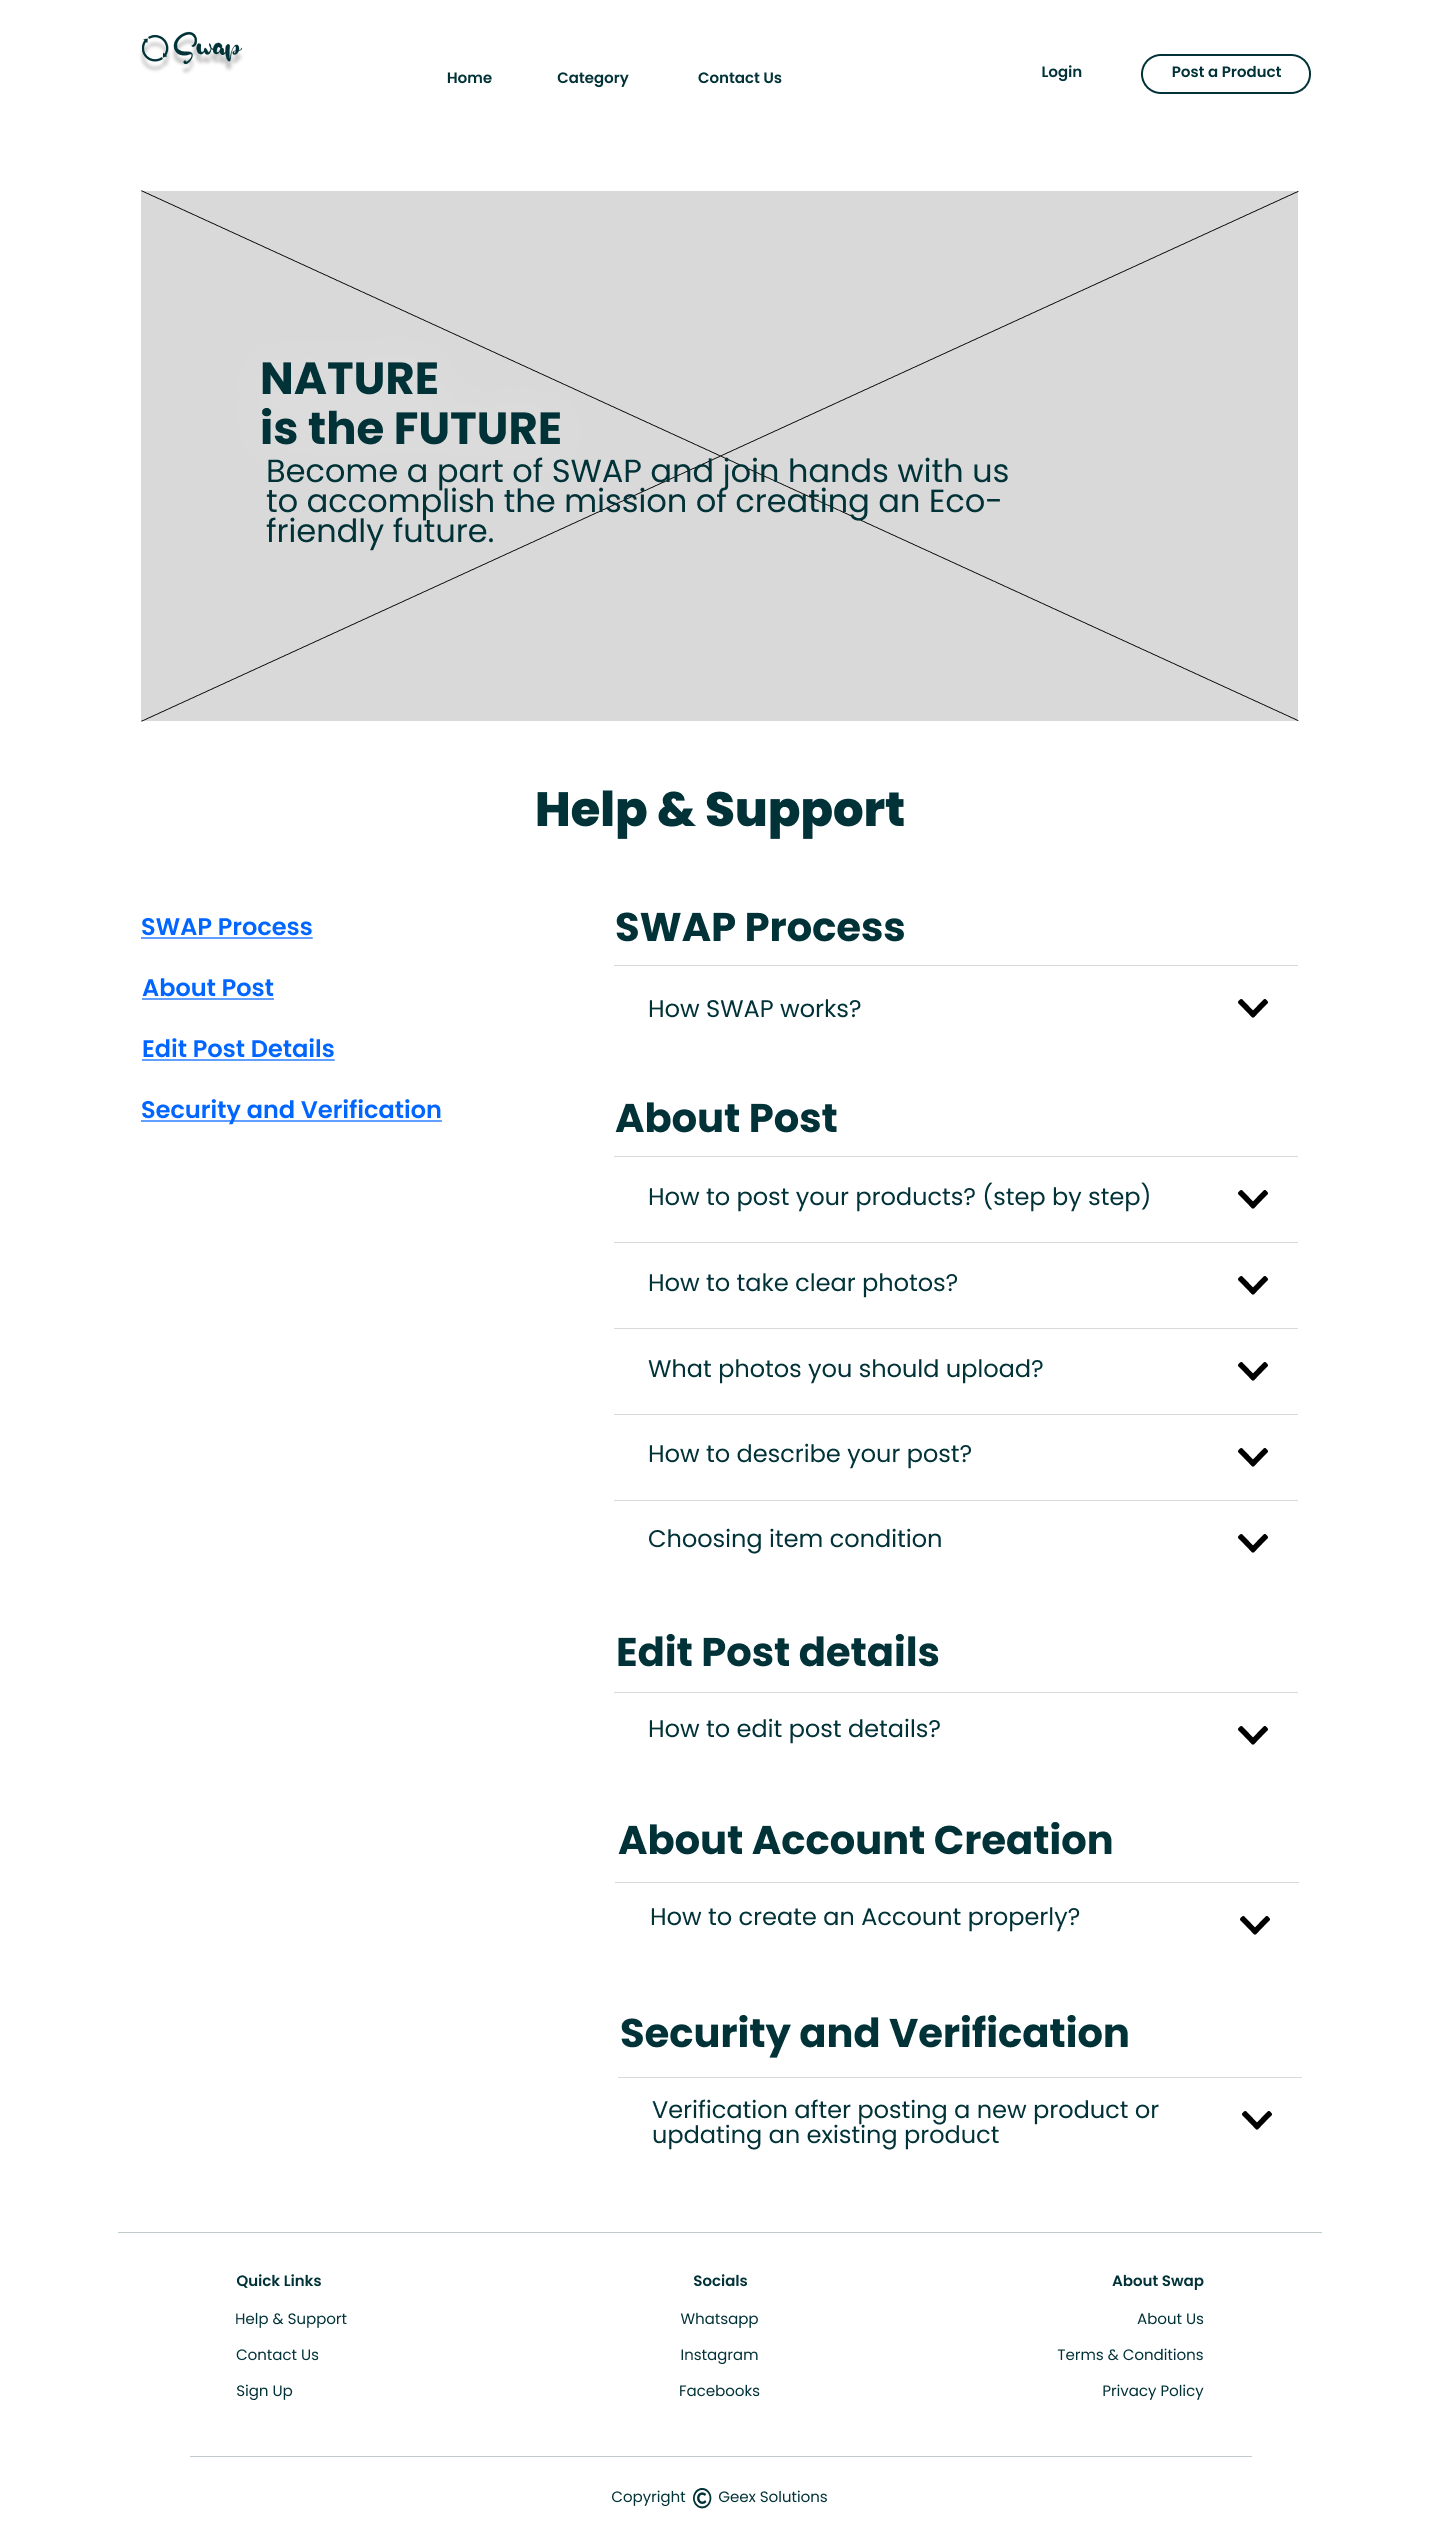 Swap
Home
Category
Contact Us
Login
Post a Product
NATURE
is the FUTURE
Become a part of SWAP and join hands with us
to accomplish the mission of creating an Eco-
friendly future.
Help & Support
SWAP Process
About Post
Edit Post Details
Security and Verification
SWAP Process
How SWAP works?
About Post
How to post your products? (step by step)
How to take clear photos?
What photos you should upload?
How to describe your post?
Choosing item condition
Edit Post details
How to edit post details?
About Account Creation
How to create an Account properly?
Security and Verification
Verification after posting a new product or
updating an existing product
Quick Links
Help & Support
Contact Us
Sign Up
Socials
Whatsapp
Instagram
Facebooks
About Swap
About Us
Terms & Conditions
Privacy Policy
Copyright © Geex Solutions